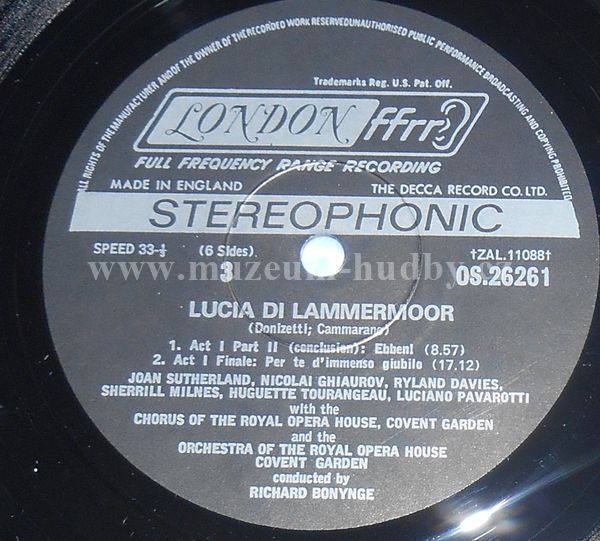 ALL RIGHTS OF THE MANUFACTURER AND OF THE OWNER OF THE RECORDED WORK RESERVED UNAUTHORISED PUBLIC PERFORMANCE BROADCASTING AND COPYING PROHIBITED
Trademarks Reg. U.S. Pat. Off.
LONDON ffrr
FULL FREQUENCY RANGE RECORDING
MADE IN ENGLAND THE DECCA RECORD CO. LTD.
STEREOPHONIC
SPEED 33-⅓ (6 Sides) †ZAL.11088†
3 OS.26261
www.muzeum-hudby.cz
LUCIA DI LAMMERMOOR
(Donizetti; Cammarano)
1. Act I Part II (conclusion): Ebben! (8.57)
2. Act I Finale: Per te d'immenso giubilo (17.12)
JOAN SUTHERLAND, NICOLAI GHIAUROV, RYLAND DAVIES,
SHERRILL MILNES, HUGUETTE TOURANGEAU, LUCIANO PAVAROTTI
with the
CHORUS OF THE ROYAL OPERA HOUSE, COVENT GARDEN
and the
ORCHESTRA OF THE ROYAL OPERA HOUSE
COVENT GARDEN
conducted by
RICHARD BONYNGE